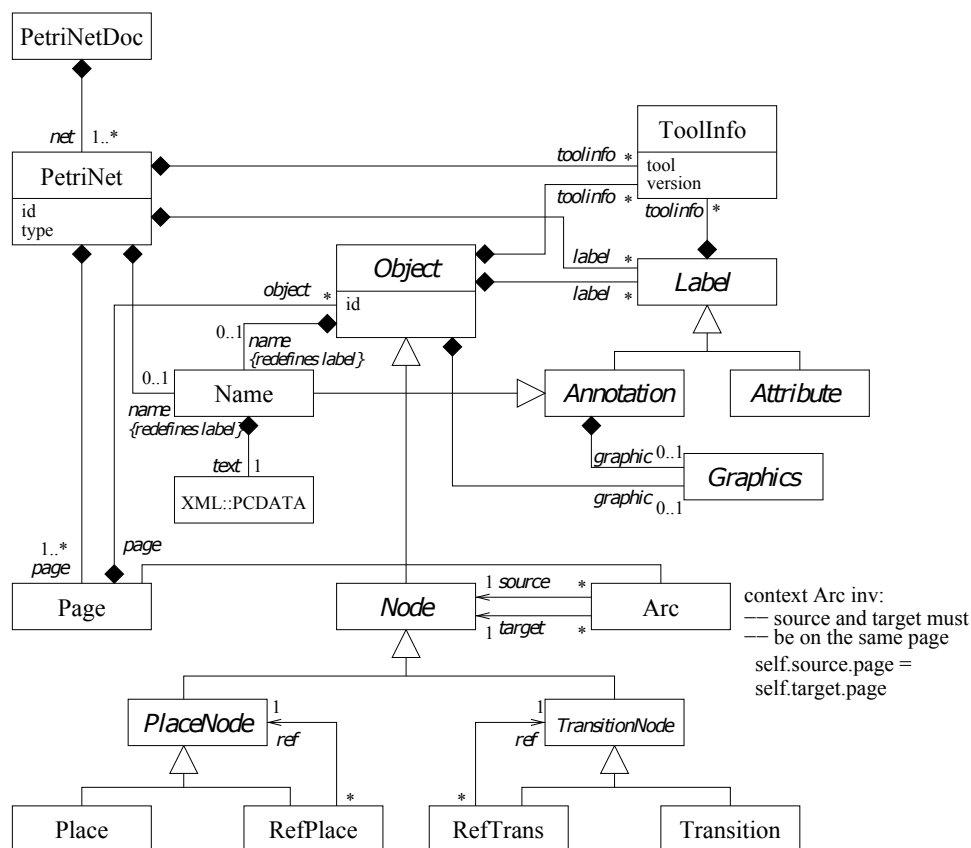 PetriNetDoc
net 1..*
PetriNet
id
type
ToolInfo
tool
version
toolinfo *
toolinfo *
toolinfo *
Object
id
label *
label *
Label
object *
0..1 name
{redefines label}
0..1
name
{redefines label}
Name
Annotation
Attribute
text 1
XML::PCDATA
graphic 0..1
graphic 0..1
Graphics
1..*
page
page
Page
Node
1 source *
1 target *
Arc
context Arc inv:
−− source and target must
−− be on the same page
self.source.page =
self.target.page
PlaceNode
1
ref
*
TransitionNode
1
ref
*
Place
RefPlace
RefTrans
Transition